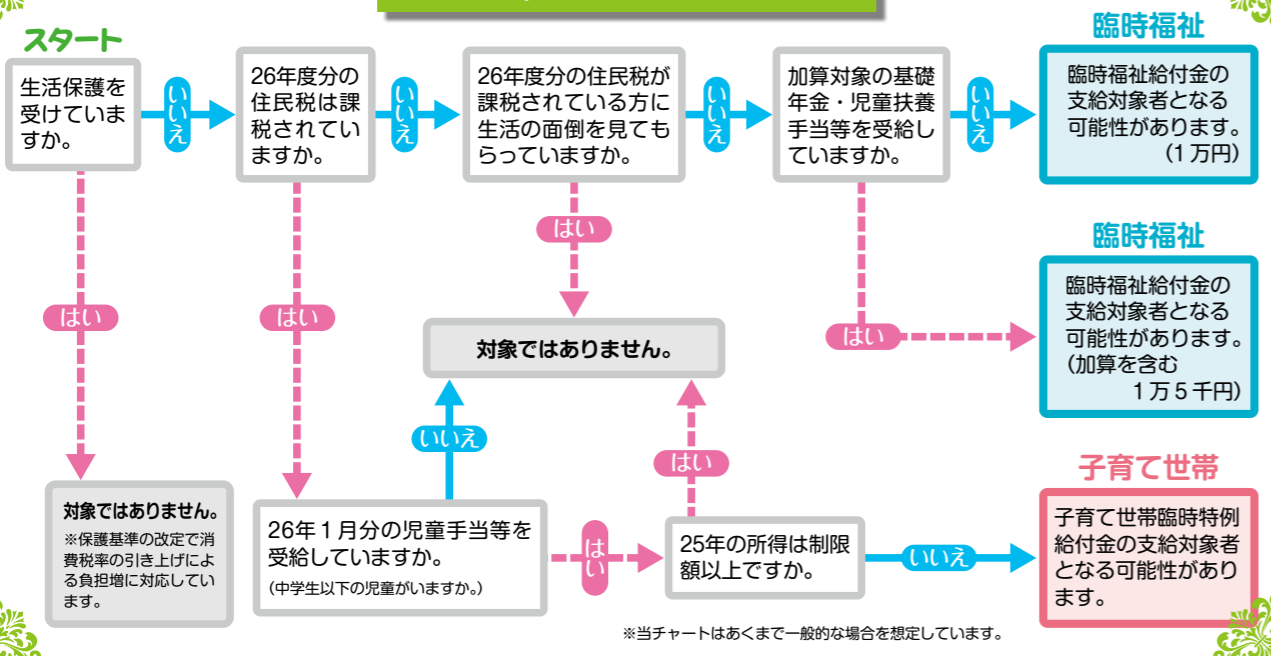 スタート
生活保護を
受けていま
すか。
いいえ
26年度分の
住民税は課
税されてい
ますか。
いいえ
26年度分の住民税が
課税されている方に
生活の面倒を見ても
らっていますか。
いいえ
加算対象の基礎
年金・児童扶養
手当等を受給し
ていますか。
いいえ
臨時福祉
臨時福祉給付金の
支給対象者となる
可能性があります。
(1万円)
はい
はい
はい
はい
対象ではありません。
臨時福祉
臨時福祉給付金の
支給対象者となる
可能性があります。
(加算を含む
1万5千円)
いいえ
はい
対象ではありません。
※保護基準の改定で消
費税率の引き上げによ
る負担増に対応してい
ます。
26年1月分の児童手当等を
受給していますか。
(中学生以下の児童がいますか。)
はい
25年の所得は制限
額以上ですか。
いいえ
子育て世帯
子育て世帯臨時特例
給付金の支給対象者
となる可能性があり
ます。
※当チャートはあくまで一般的な場合を想定しています。